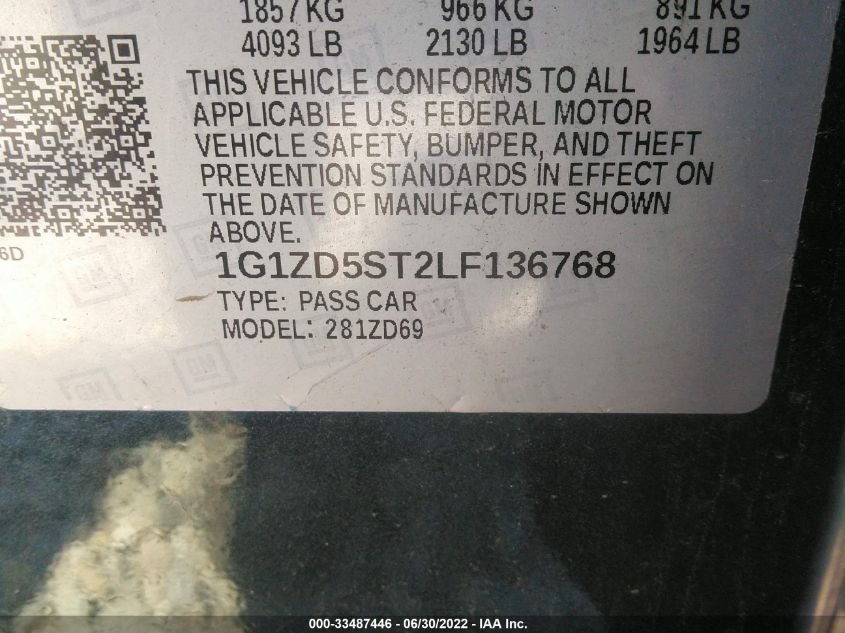 1857 KG 966 KG 891 KG
4093 LB 2130 LB 1964 LB
THIS VEHICLE CONFORMS TO ALL
APPLICABLE U.S. FEDERAL MOTOR
VEHICLE SAFETY, BUMPER, AND THEFT
PREVENTION STANDARDS IN EFFECT ON
THE DATE OF MANUFACTURE SHOWN
ABOVE.
6D
1G1ZD5ST2LF136768
TYPE: PASS CAR
MODEL: 281ZD69
GM
000-33487446 - 06/30/2022 - IAA Inc.